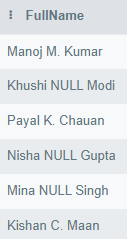 FullName
Manoj M. Kumar
Khushi NULL Modi
Payal K. Chauan
Nisha NULL Gupta
Mina NULL Singh
Kishan C. Maan